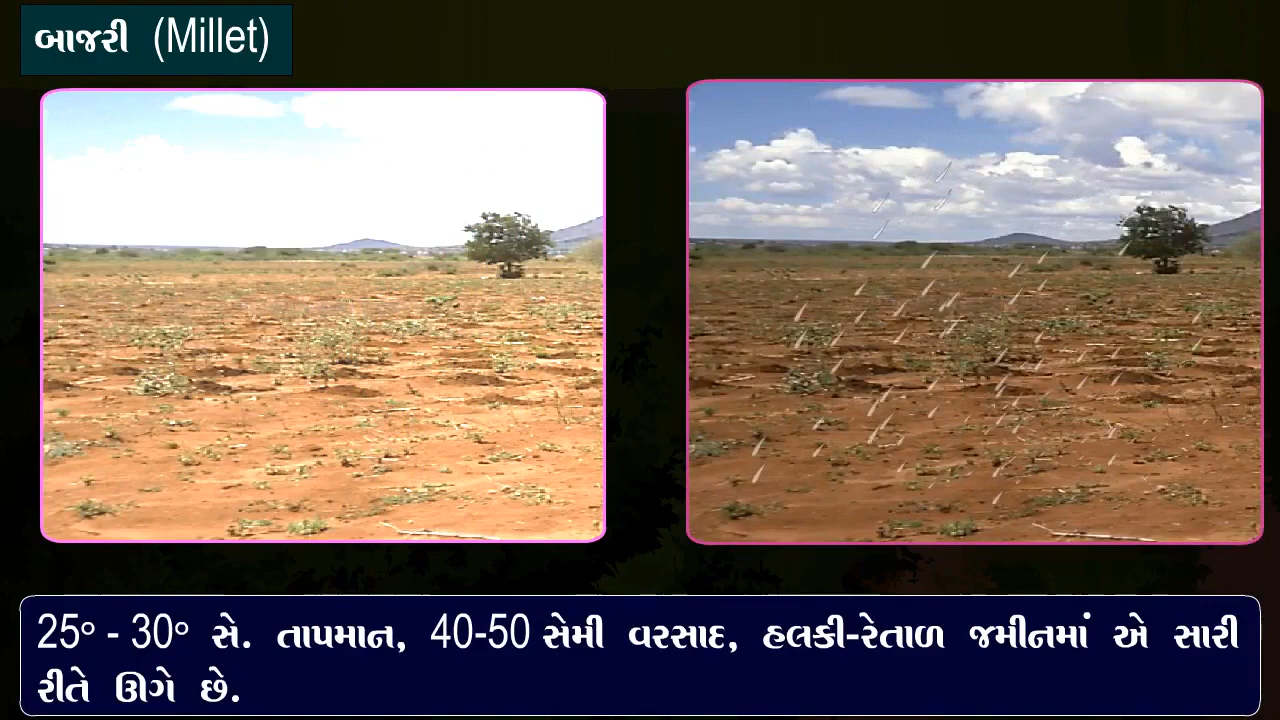 બાજરી (Millet)
25° - 30° સે. તાપમાન, 40-50 સેમી વરસાદ, હલકી-રેતાળ જમીનમાં એ સારી
રીતે ઊગે છે.